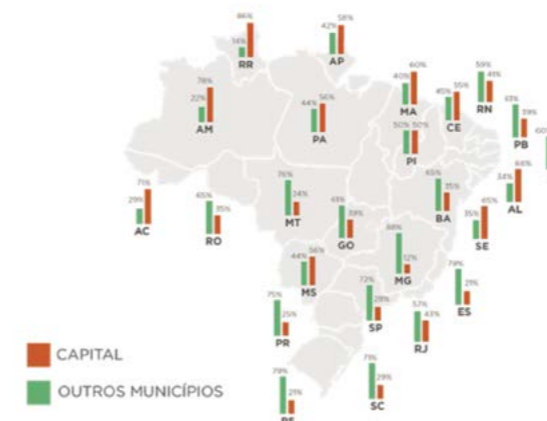 86%
14%
RR
42%
58%
AP
78%
22%
AM
44%
56%
PA
40%
60%
MA
45%
55%
CE
59%
41%
RN
61%
39%
PB
50%
50%
PI
34%
66%
AL
29%
71%
AC
65%
35%
RO
76%
24%
MT
GO
65%
35%
BA
35%
65%
SE
44%
56%
MS
88%
12%
MG
79%
21%
ES
75%
25%
PR
72%
28%
SP
43%
RJ
79%
21%
71%
29%
SC
CAPITAL
OUTROS MUNICÍPIOS